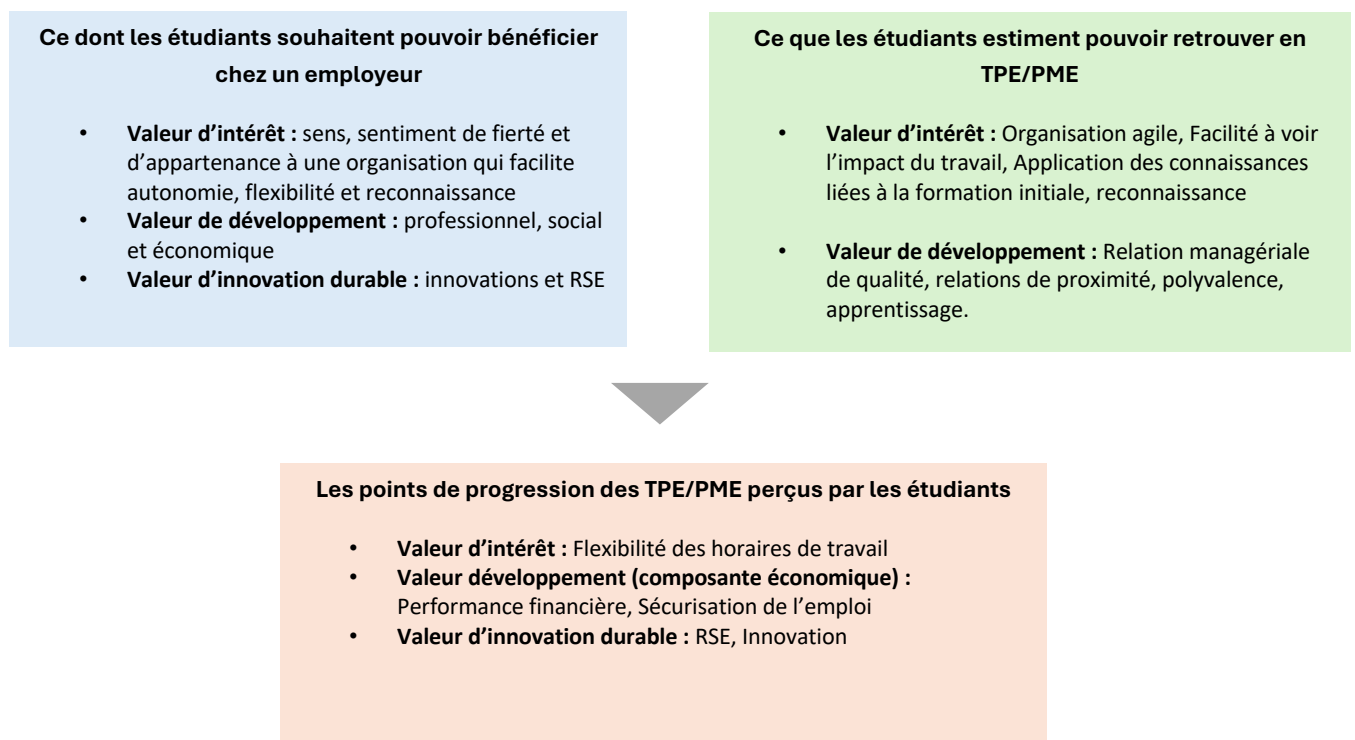 Ce dont les étudiants souhaitent pouvoir bénéficier
chez un employeur
• Valeur d’intérêt : sens, sentiment de fierté et
d’appartenance à une organisation qui facilite
autonomie, flexibilité et reconnaissance
• Valeur de développement : professionnel, social
et économique
• Valeur d’innovation durable : innovations et RSE
Ce que les étudiants estiment pouvoir retrouver en
TPE/PME
• Valeur d’intérêt : Organisation agile, Facilité à voir
l’impact du travail, Application des connaissances
liées à la formation initiale, reconnaissance
• Valeur de développement : Relation managériale
de qualité, relations de proximité, polyvalence,
apprentissage.
Les points de progression des TPE/PME perçus par les étudiants
• Valeur d’intérêt : Flexibilité des horaires de travail
• Valeur développement (composante économique) :
Performance financière, Sécurisation de l’emploi
• Valeur d’innovation durable : RSE, Innovation